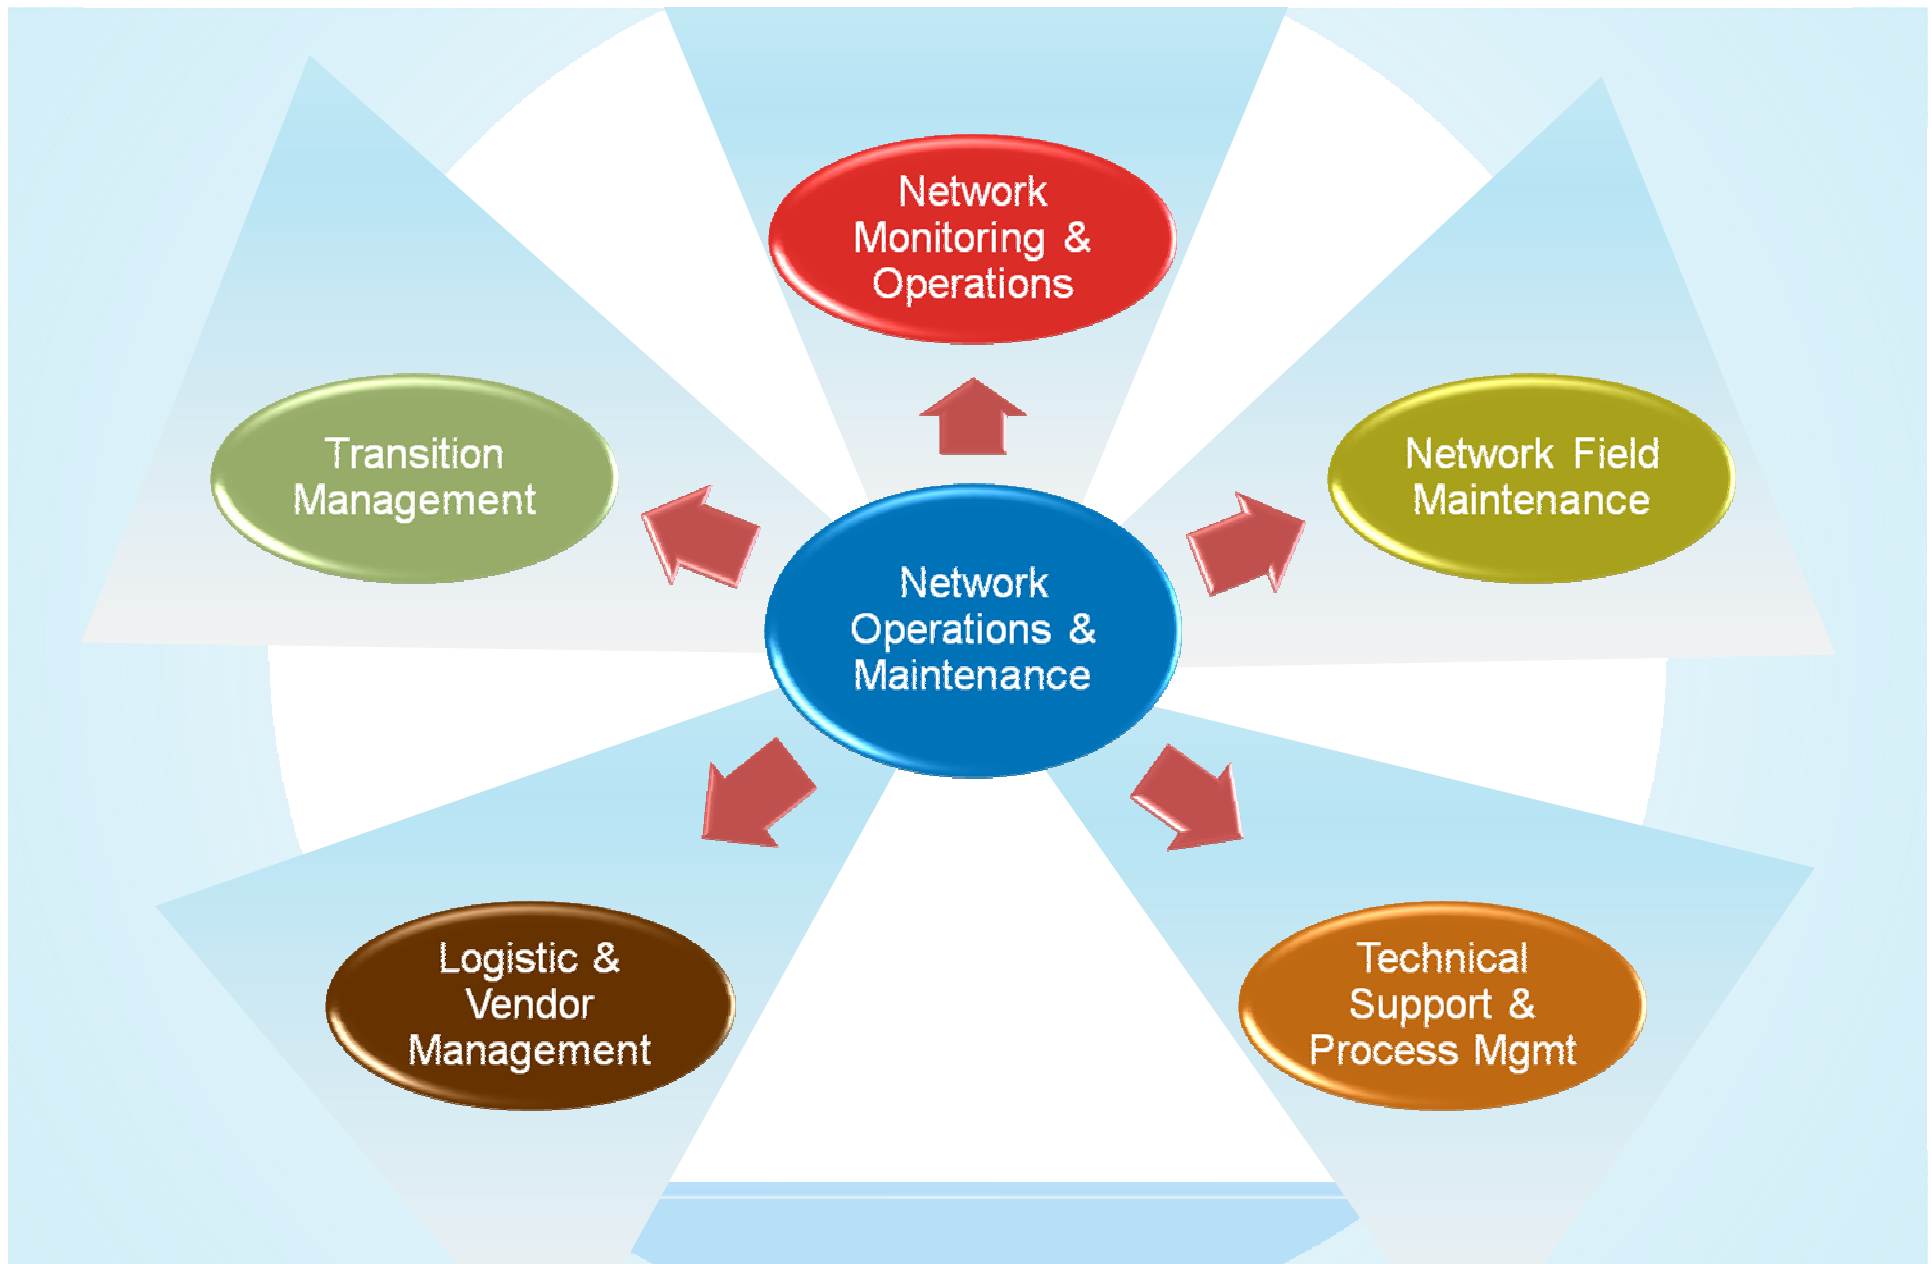 Network
Monitoring &
Operations
Transition
Management
Network Field
Maintenance
Network
Operations &
Maintenance
Logistic &
Vendor
Management
Technical
Support &
Process Mgmt